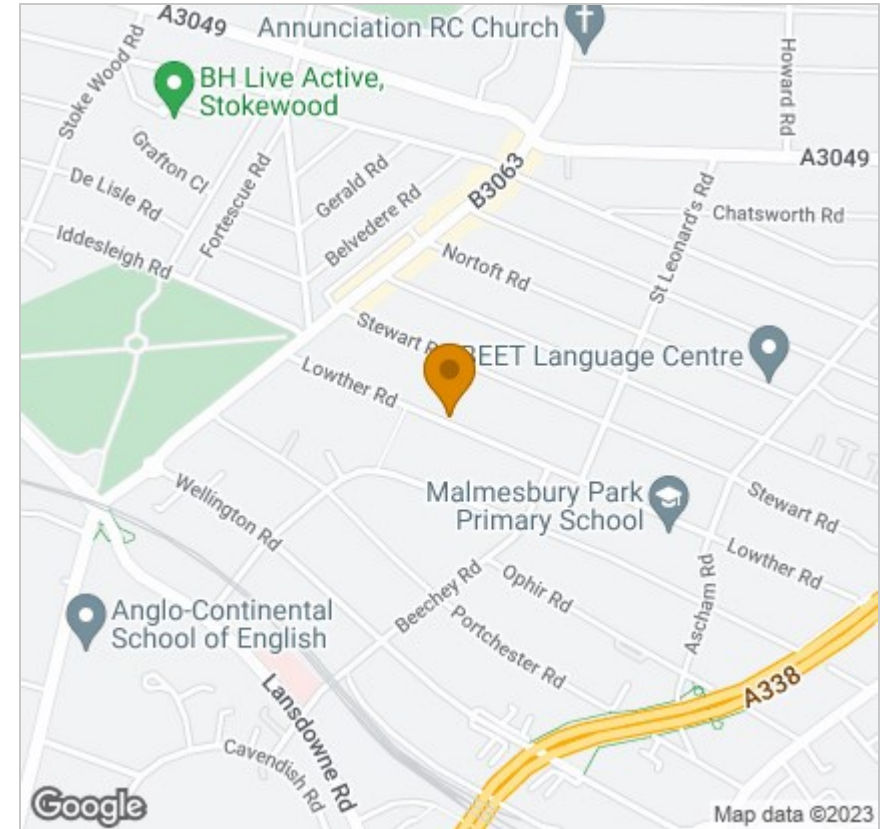 A3049
Annunciation RC Church
Howard Rd
Stoke Wood Rd
BH Live Active,
Stokewood
Grafton Cl
De Lisle Rd
Fortescue Rd
Gerald Rd
Belvedere Rd
B3063
A3049
Iddesleigh Rd
Nortoft Rd
St Leonard's Rd
Chatsworth Rd
Stewart
BEET Language Centre
Lowther Rd
Wellington Rd
Malmesbury Park
Primary School
Stewart Rd
Lowther Rd
Beechey Rd
Ophir Rd
Portchester Rd
Ascham Rd
Anglo-Continental
School of English
Lansdowne Rd
Cavendish Rd
A338
Google
Map data ©2023